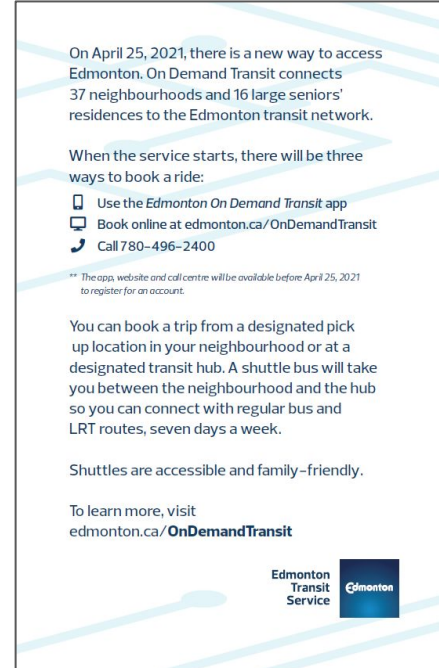 On April 25, 2021, there is a new way to access
Edmonton. On Demand Transit connects
37 neighbourhoods and 16 large seniors'
residences to the Edmonton transit network.
When the service starts, there will be three
ways to book a ride:
Use the Edmonton On Demand Transit app
Book online at edmonton.ca/OnDemandTransit
Call 780-496-2400
** The app, website and call centre will be available before April 25, 2021
to register for an account.
You can book a trip from a designated pick
up location in your neighbourhood or at a
designated transit hub. A shuttle bus will take
you between the neighbourhood and the hub
so you can connect with regular bus and
LRT routes, seven days a week.
Shuttles are accessible and family-friendly.
To learn more, visit
edmonton.ca/OnDemandTransit
Edmonton
Transit
Service
Edmonton